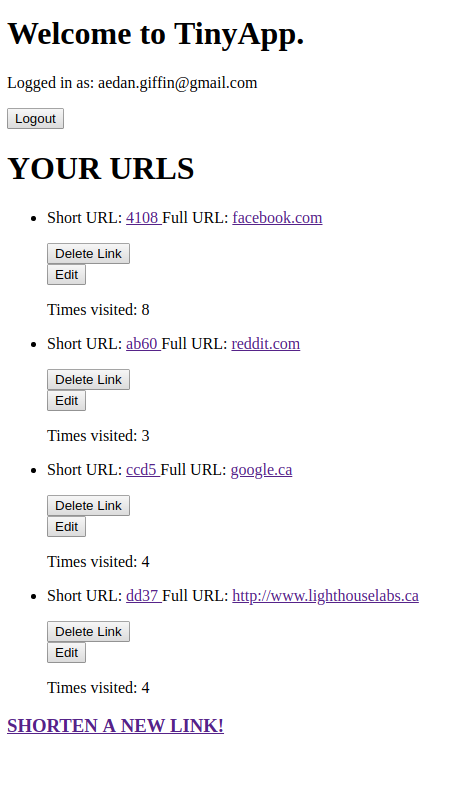 Welcome to TinyApp.
Logged in as: aedan.giffin@gmail.com
Logout
YOUR URLS
Short URL: 4108 Full URL: facebook.com
Delete Link
Edit
Times visited: 8
Short URL: ab60 Full URL: reddit.com
Delete Link
Edit
Times visited: 3
Short URL: ccd5 Full URL: google.ca
Delete Link
Edit
Times visited: 4
Short URL: dd37 Full URL: http://www.lighthouselabs.ca
Delete Link
Edit
Times visited: 4
SHORTEN A NEW LINK!